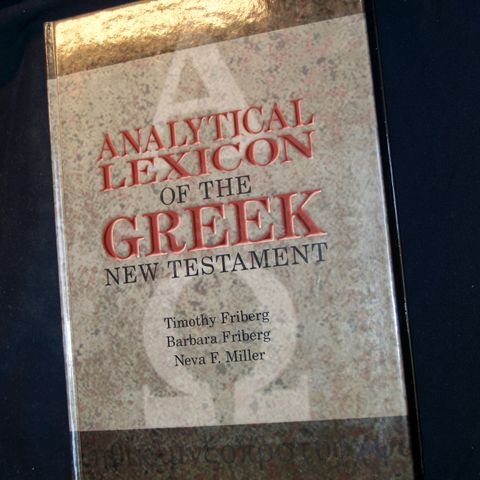 Α
ANALYTICAL
LEXICON
OF THE
GREEK
NEW TESTAMENT
Timothy Friberg
Barbara Friberg
Neva F. Miller
Ω